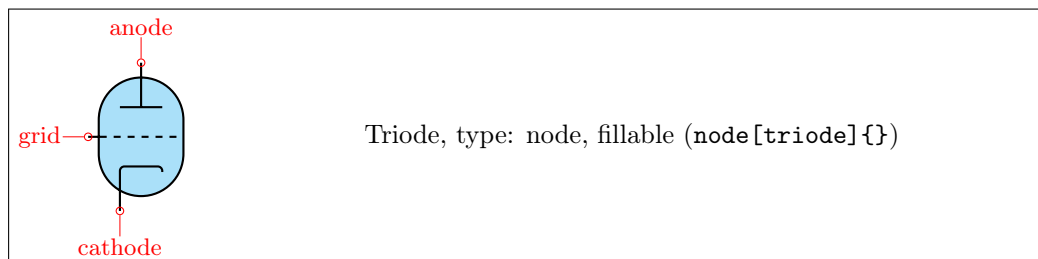 anode
grid
Triode, type: node, fillable (node[triode]{})
cathode